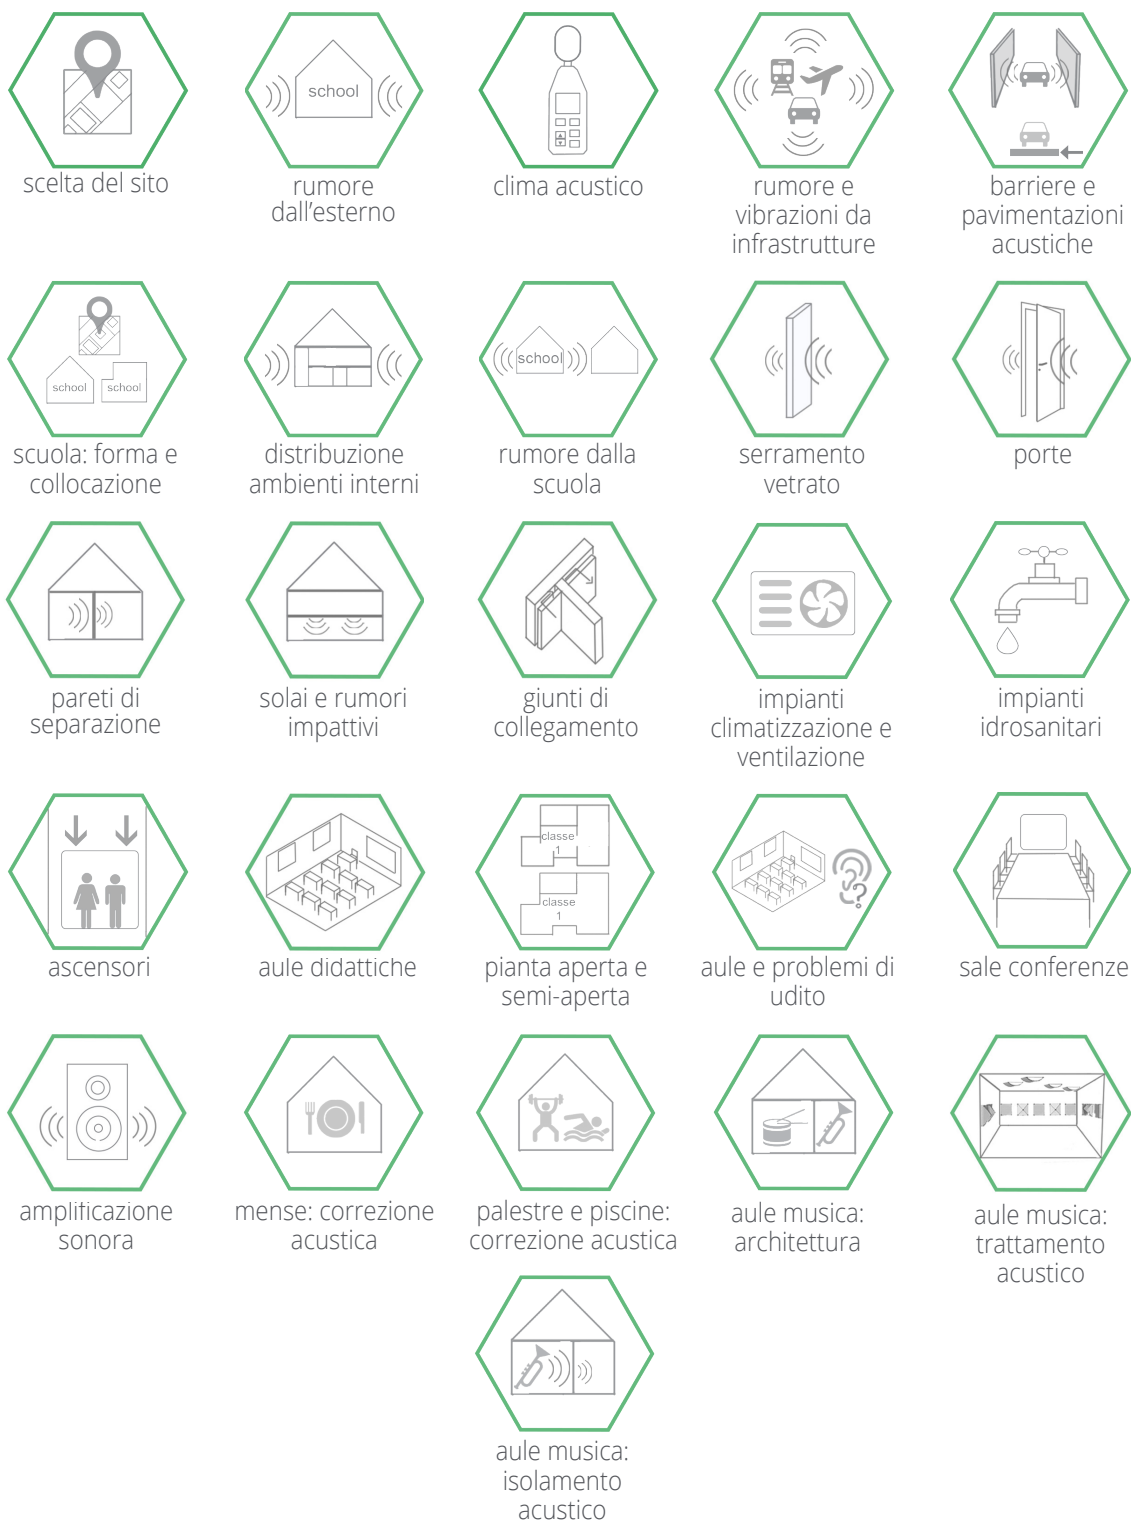 school
scelta del sito
rumore
dall'esterno
clima acustico
rumore e
vibrazioni da
infrastrutture
barriere e
pavimentazioni
acustiche
school
school
scuola: forma e
collocazione
distribuzione
ambienti interni
school
rumore dalla
scuola
serramento
vetrato
porte
pareti di
separazione
solai e rumori
impattivi
giunti di
collegamento
impianti
climatizzazione e
ventilazione
impianti
idrosanitari
ascensori
aule didattiche
classe
1
classe
1
pianta aperta e
semi-aperta
?
aule e problemi di
udito
sale conferenze
amplificazione
sonora
mense: correzione
acustica
palestre e piscine:
correzione acustica
aule musica:
architettura
aule musica:
trattamento
acustico
aule musica:
isolamento
acustico